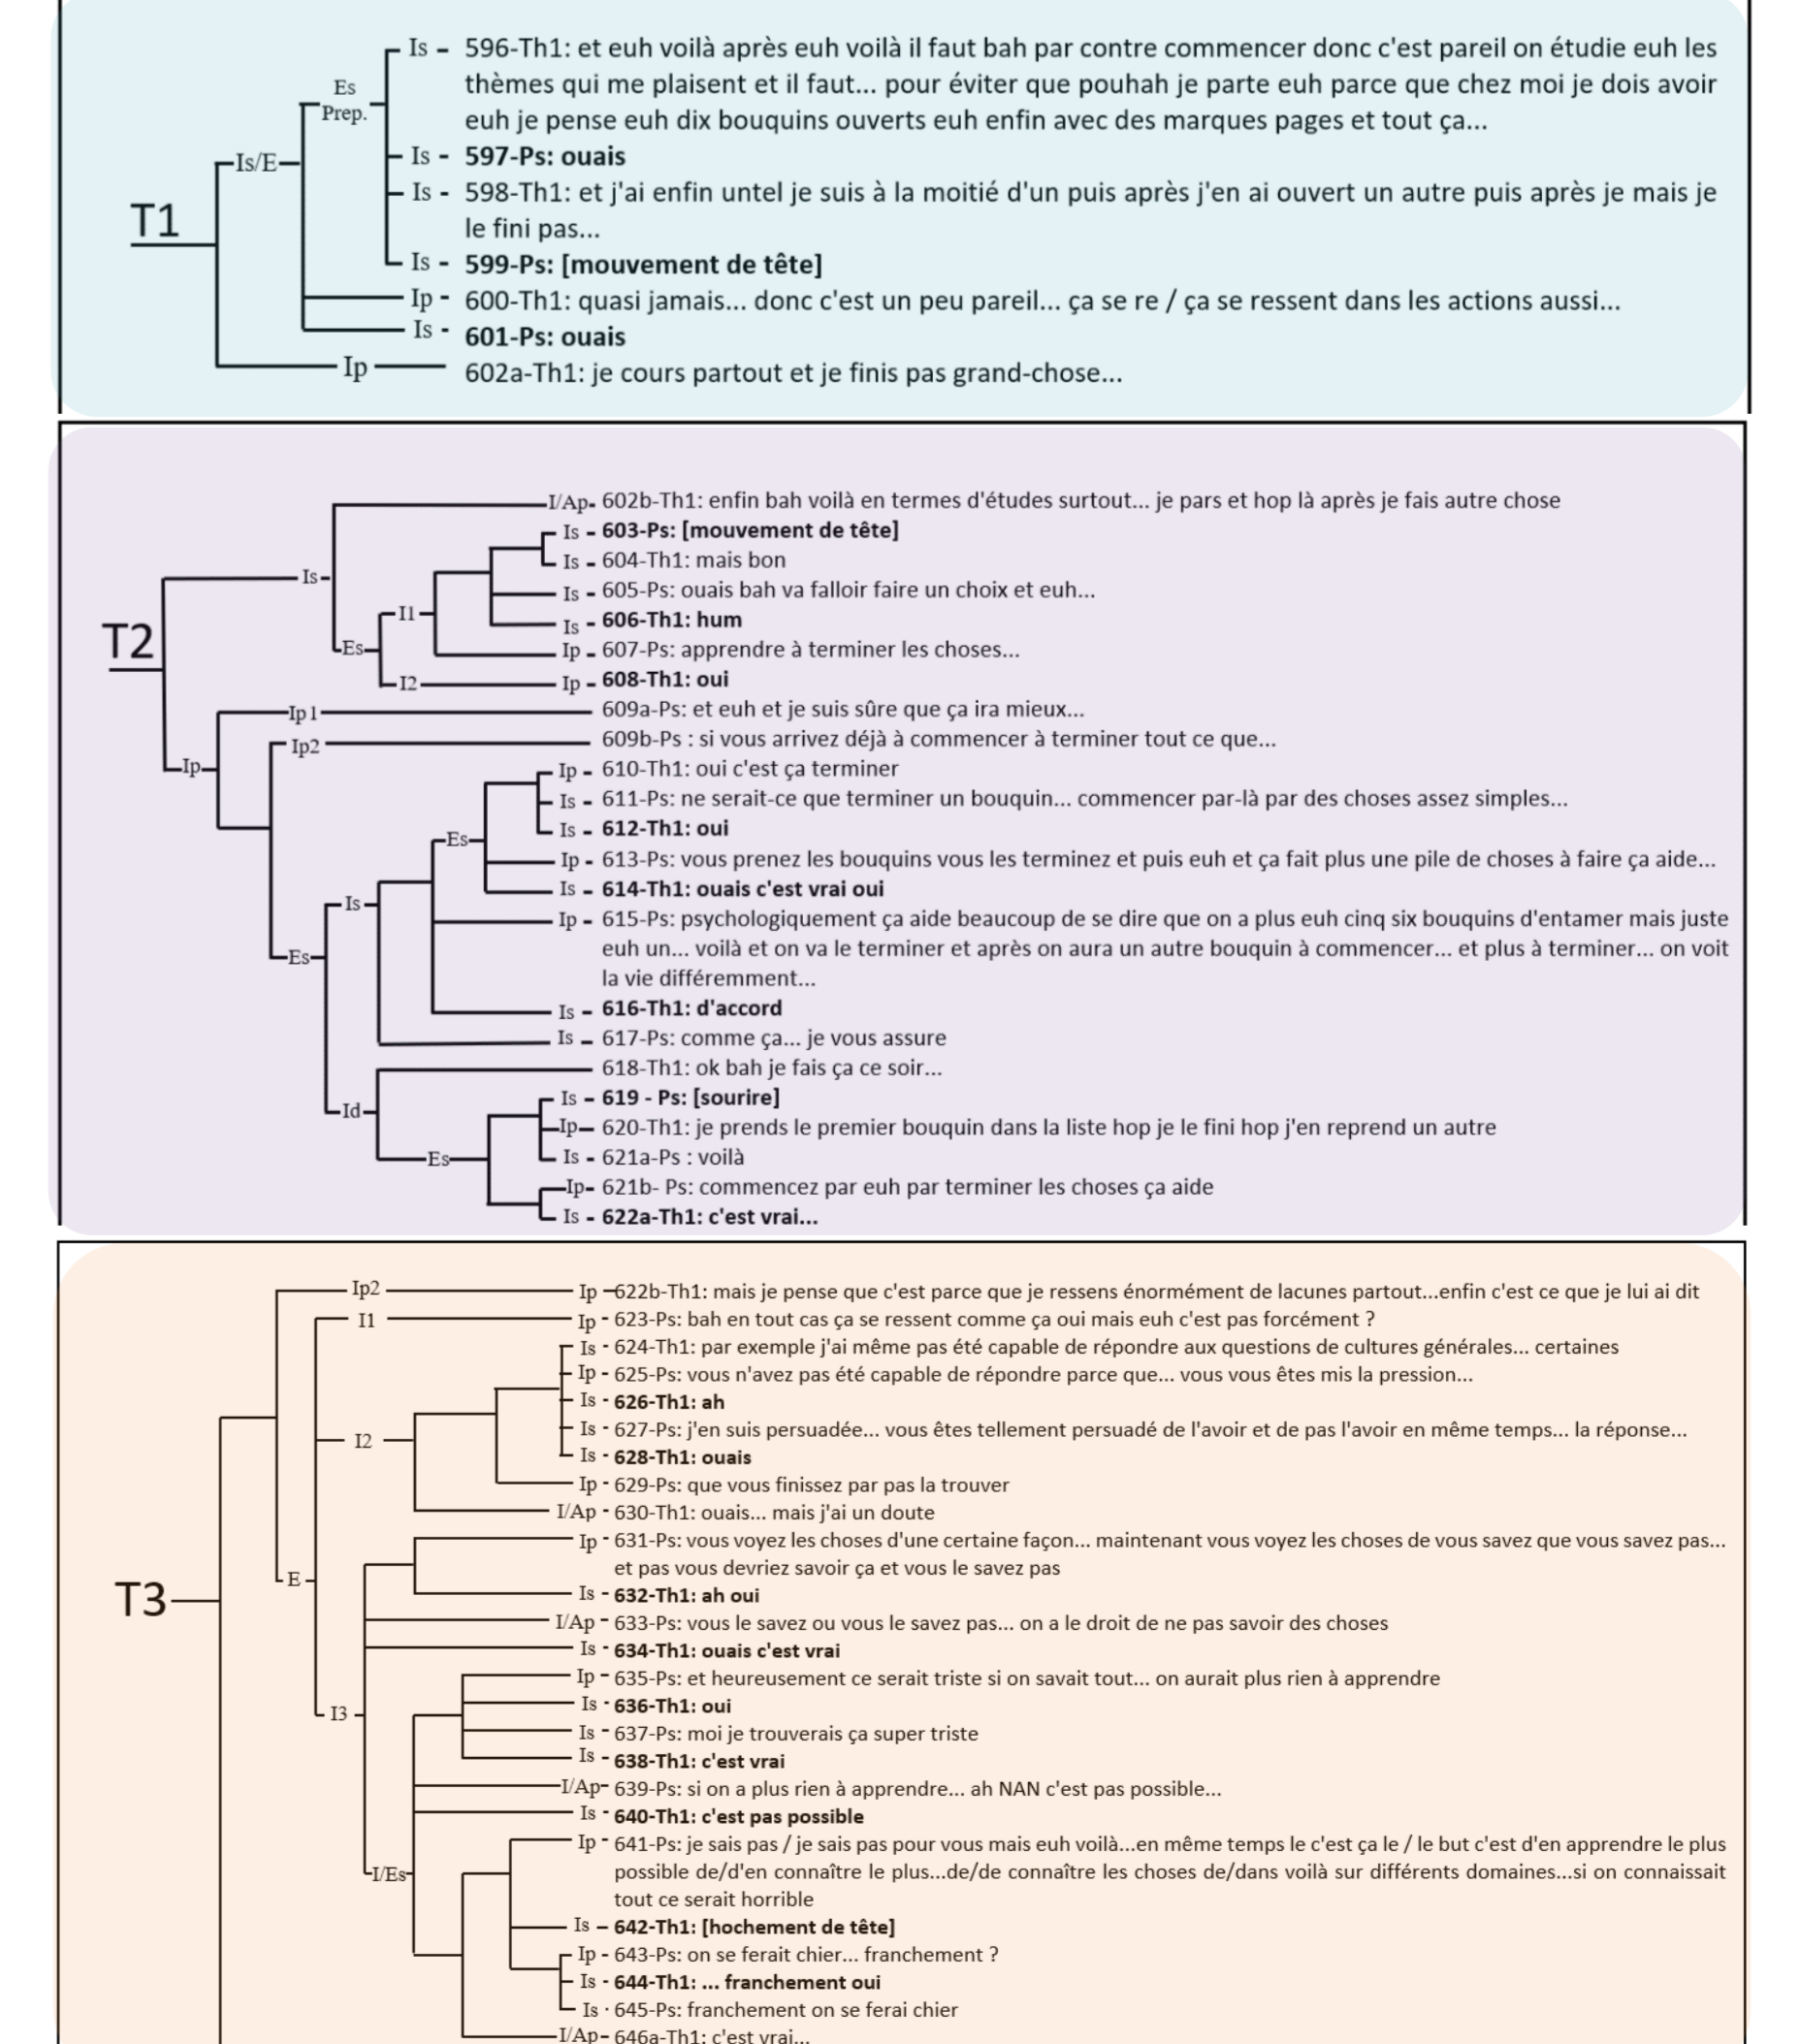 Is - 596-Th1: et euh voilà après euh voilà il faut bah par contre commencer donc c'est pareil on étudie euh les
Es
Prep.
thèmes qui me plaisent et il faut... pour éviter que pouhah je parte euh parce que chez moi je dois avoir
euh je pense euh dix bouquins ouverts euh enfin avec des marques pages et tout ça...
Is/E
Is - 597-Ps: ouais
Is - 598-Th1: et j'ai enfin untel je suis à la moitié d'un puis après j'en ai ouvert un autre puis après je mais je
T1
le fini pas...
Is - 599-Ps: [mouvement de tête]
Ip - 600-Th1: quasi jamais... donc c'est un peu pareil... ça se re / ça se ressent dans les actions aussi...
Is - 601-Ps: ouais
Ip 602a-Th1: je cours partout et je finis pas grand-chose...
I/Ap- 602b-Th1: enfin bah voilà en termes d'études surtout... je pars et hop là après je fais autre chose
Is - 603-Ps: [mouvement de tête]
Is - 604-Th1: mais bon
Is
Is - 605-Ps: ouais bah va falloir faire un choix et euh...
I1
Is - 606-Th1: hum
T2
Es
Ip - 607-Ps: apprendre à terminer les choses...
I2
Ip - 608-Th1: oui
Ip1 609a-Ps: et euh et je suis sûre que ça ira mieux...
Ip2 609b-Ps : si vous arrivez déjà à commencer à terminer tout ce que...
Ip
Ip - 610-Th1: oui c'est ça terminer
Is - 611-Ps: ne serait-ce que terminer un bouquin... commencer par-là par des choses assez simples...
Es
Is - 612-Th1: oui
Ip - 613-Ps: vous prenez les bouquins vous les terminez et puis euh et ça fait plus une pile de choses à faire ça aide...
Is - 614-Th1: ouais c'est vrai oui
Is
Ip - 615-Ps: psychologiquement ça aide beaucoup de se dire que on a plus euh cinq six bouquins d'entamer mais juste
Es
euh un... voilà et on va le terminer et après on aura un autre bouquin à commencer... et plus à terminer... on voit
la vie différemment...
Is - 616-Th1: d'accord
Is - 617-Ps: comme ça... je vous assure
618-Th1: ok bah je fais ça ce soir...
Id
Is - 619 - Ps: [sourire]
Ip- 620-Th1: je prends le premier bouquin dans la liste hop je le fini hop j'en reprend un autre
Es
Is - 621a-Ps : voilà
Ip- 621b- Ps: commencez par euh par terminer les choses ça aide
Is - 622a-Th1: c'est vrai...
Ip2 Ip -622b-Th1: mais je pense que c'est parce que je ressens énormément de lacunes partout...enfin c'est ce que je lui ai dit
I1 Ip - 623-Ps: bah en tout cas ça se ressent comme ça oui mais euh c'est pas forcément ?
Is - 624-Th1: par exemple j'ai même pas été capable de répondre aux questions de cultures générales... certaines
Ip - 625-Ps: vous n'avez pas été capable de répondre parce que... vous vous êtes mis la pression...
Is - 626-Th1: ah
I2
Is - 627-Ps: j'en suis persuadée... vous êtes tellement persuadé de l'avoir et de pas l'avoir en même temps... la réponse...
Is - 628-Th1: ouais
Ip - 629-Ps: que vous finissez par pas la trouver
I/Ap - 630-Th1: ouais... mais j'ai un doute
Ip - 631-Ps: vous voyez les choses d'une certaine façon... maintenant vous voyez les choses de vous savez que vous savez pas...
E
et pas vous devriez savoir ça et vous le savez pas
T3
Is - 632-Th1: ah oui
I/Ap - 633-Ps: vous le savez ou vous le savez pas... on a le droit de ne pas savoir des choses
Is - 634-Th1: ouais c'est vrai
Ip - 635-Ps: et heureusement ce serait triste si on savait tout... on aurait plus rien à apprendre
I3
Is - 636-Th1: oui
Is - 637-Ps: moi je trouverais ça super triste
Is - 638-Th1: c'est vrai
I/Ap- 639-Ps: si on a plus rien à apprendre... ah NAN c'est pas possible...
Is - 640-Th1: c'est pas possible
Ip - 641-Ps: je sais pas / je sais pas pour vous mais euh voilà...en même temps le c'est ça le / le but c'est d'en apprendre le plus
I/Es
possible de/d'en connaître le plus...de/de connaître les choses de/dans voilà sur différents domaines...si on connaissait
tout ce serait horrible
Is - 642-Th1: [hochement de tête]
Ip - 643-Ps: on se ferait chier... franchement ?
Is - 644-Th1: ... franchement oui
Is - 645-Ps: franchement on se ferai chier
I/Ap- 646a-Th1: c'est vrai...